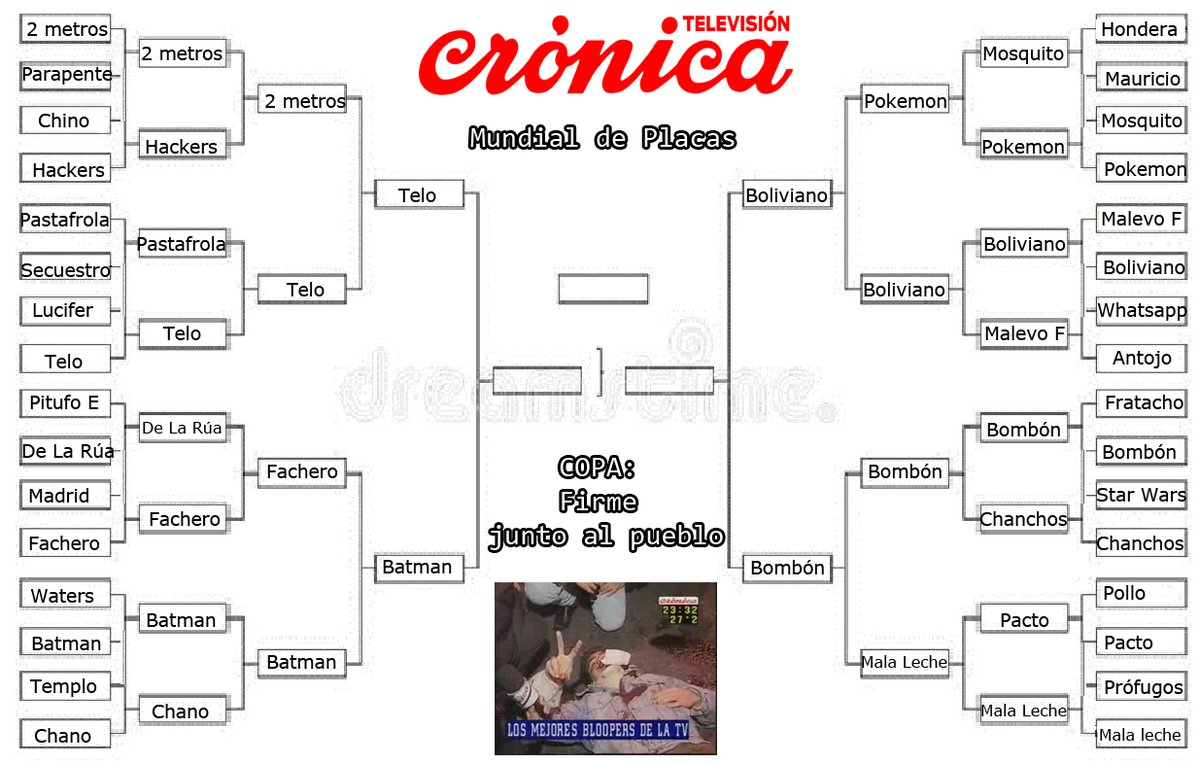 TELEVISIÓN
crónica
Mundial de Placas
2 metros
Parapente
Chino
Hackers
Pastafrola
Secuestro
Lucifer
Telo
Pitufo E
De La Rúa
Madrid
Fachero
Waters
Batman
Templo
Chano
2 metros
Hackers
Pastafrola
Telo
De La Rúa
Fachero
Batman
Chano
2 metros
Telo
Fachero
Batman
Telo
Batman
Boliviano
Bombón
Pokemon
Boliviano
Bombón
Mala Leche
Mosquito
Pokemon
Boliviano
Malevo F
Bombón
Chanchos
Pacto
Mala Leche
Hondera
Mauricio
Mosquito
Pokemon
Malevo F
Boliviano
Whatsapp
Antojo
Fratacho
Bombón
Star Wars
Chanchos
Pollo
Pacto
Prófugos
Mala leche
dreamstime.
COPA:
Firme
junto al pueblo
crónica
23:32
27'2
LOS MEJORES BLOOPERS DE LA TV